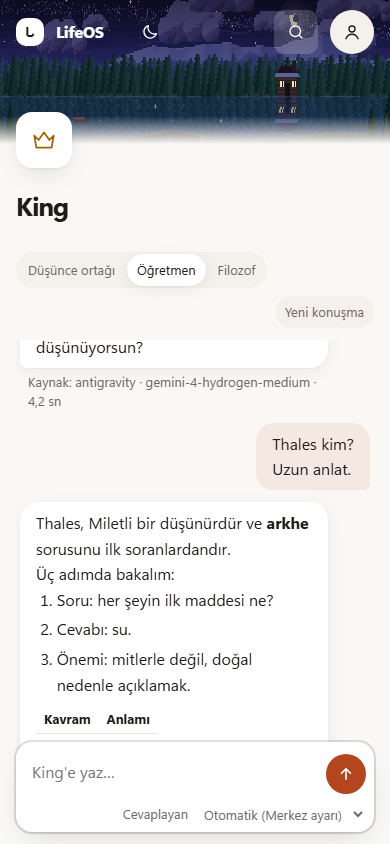 LifeOS
King
Düşünce ortağı Öğretmen Filozof
Yeni konuşma
düşünüyorsun?
Kaynak: antigravity · gemini-4-hydrogen-medium ·
4,2 sn
Thales kim?
Uzun anlat.
Thales, Miletli bir düşünürdür ve arkhe
sorusunu ilk soranlardandır.
Üç adımda bakalım:
1. Soru: her şeyin ilk maddesi ne?
2. Cevabı: su.
3. Önemi: mitlerle değil, doğal
nedenle açıklamak.
Kavram Anlamı
King'e yaz...
Cevaplayan Otomatik (Merkez ayarı)